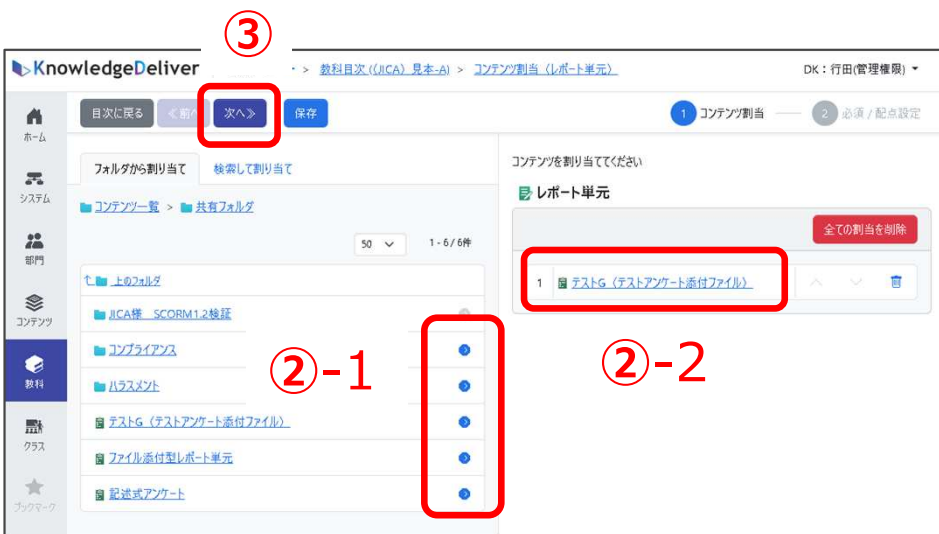 ③
KnowledgeDeliver
> 教科目次 ((JICA) 見本-A) > コンテンツ割当（レポート単元）
DK：行田(管理権限)
目次に戻る
≪前へ
次へ≫
保存
1 コンテンツ割当
2 必須 / 配点設定
ホーム
システム
部門
コンテンツ
教科
クラス
ブックマーク
フォルダから割り当て
検索して割り当て
コンテンツ一覧 > 共有フォルダ
50
1 - 6 / 6件
上のフォルダ
JICA様　SCORM1.2検証
コンプライアンス
ハラスメント
テストG（テストアンケート添付ファイル）
ファイル添付型レポート単元
記述式アンケート
②-1
コンテンツを割り当ててください
レポート単元
全ての割当を削除
1 テストG（テストアンケート添付ファイル）
②-2